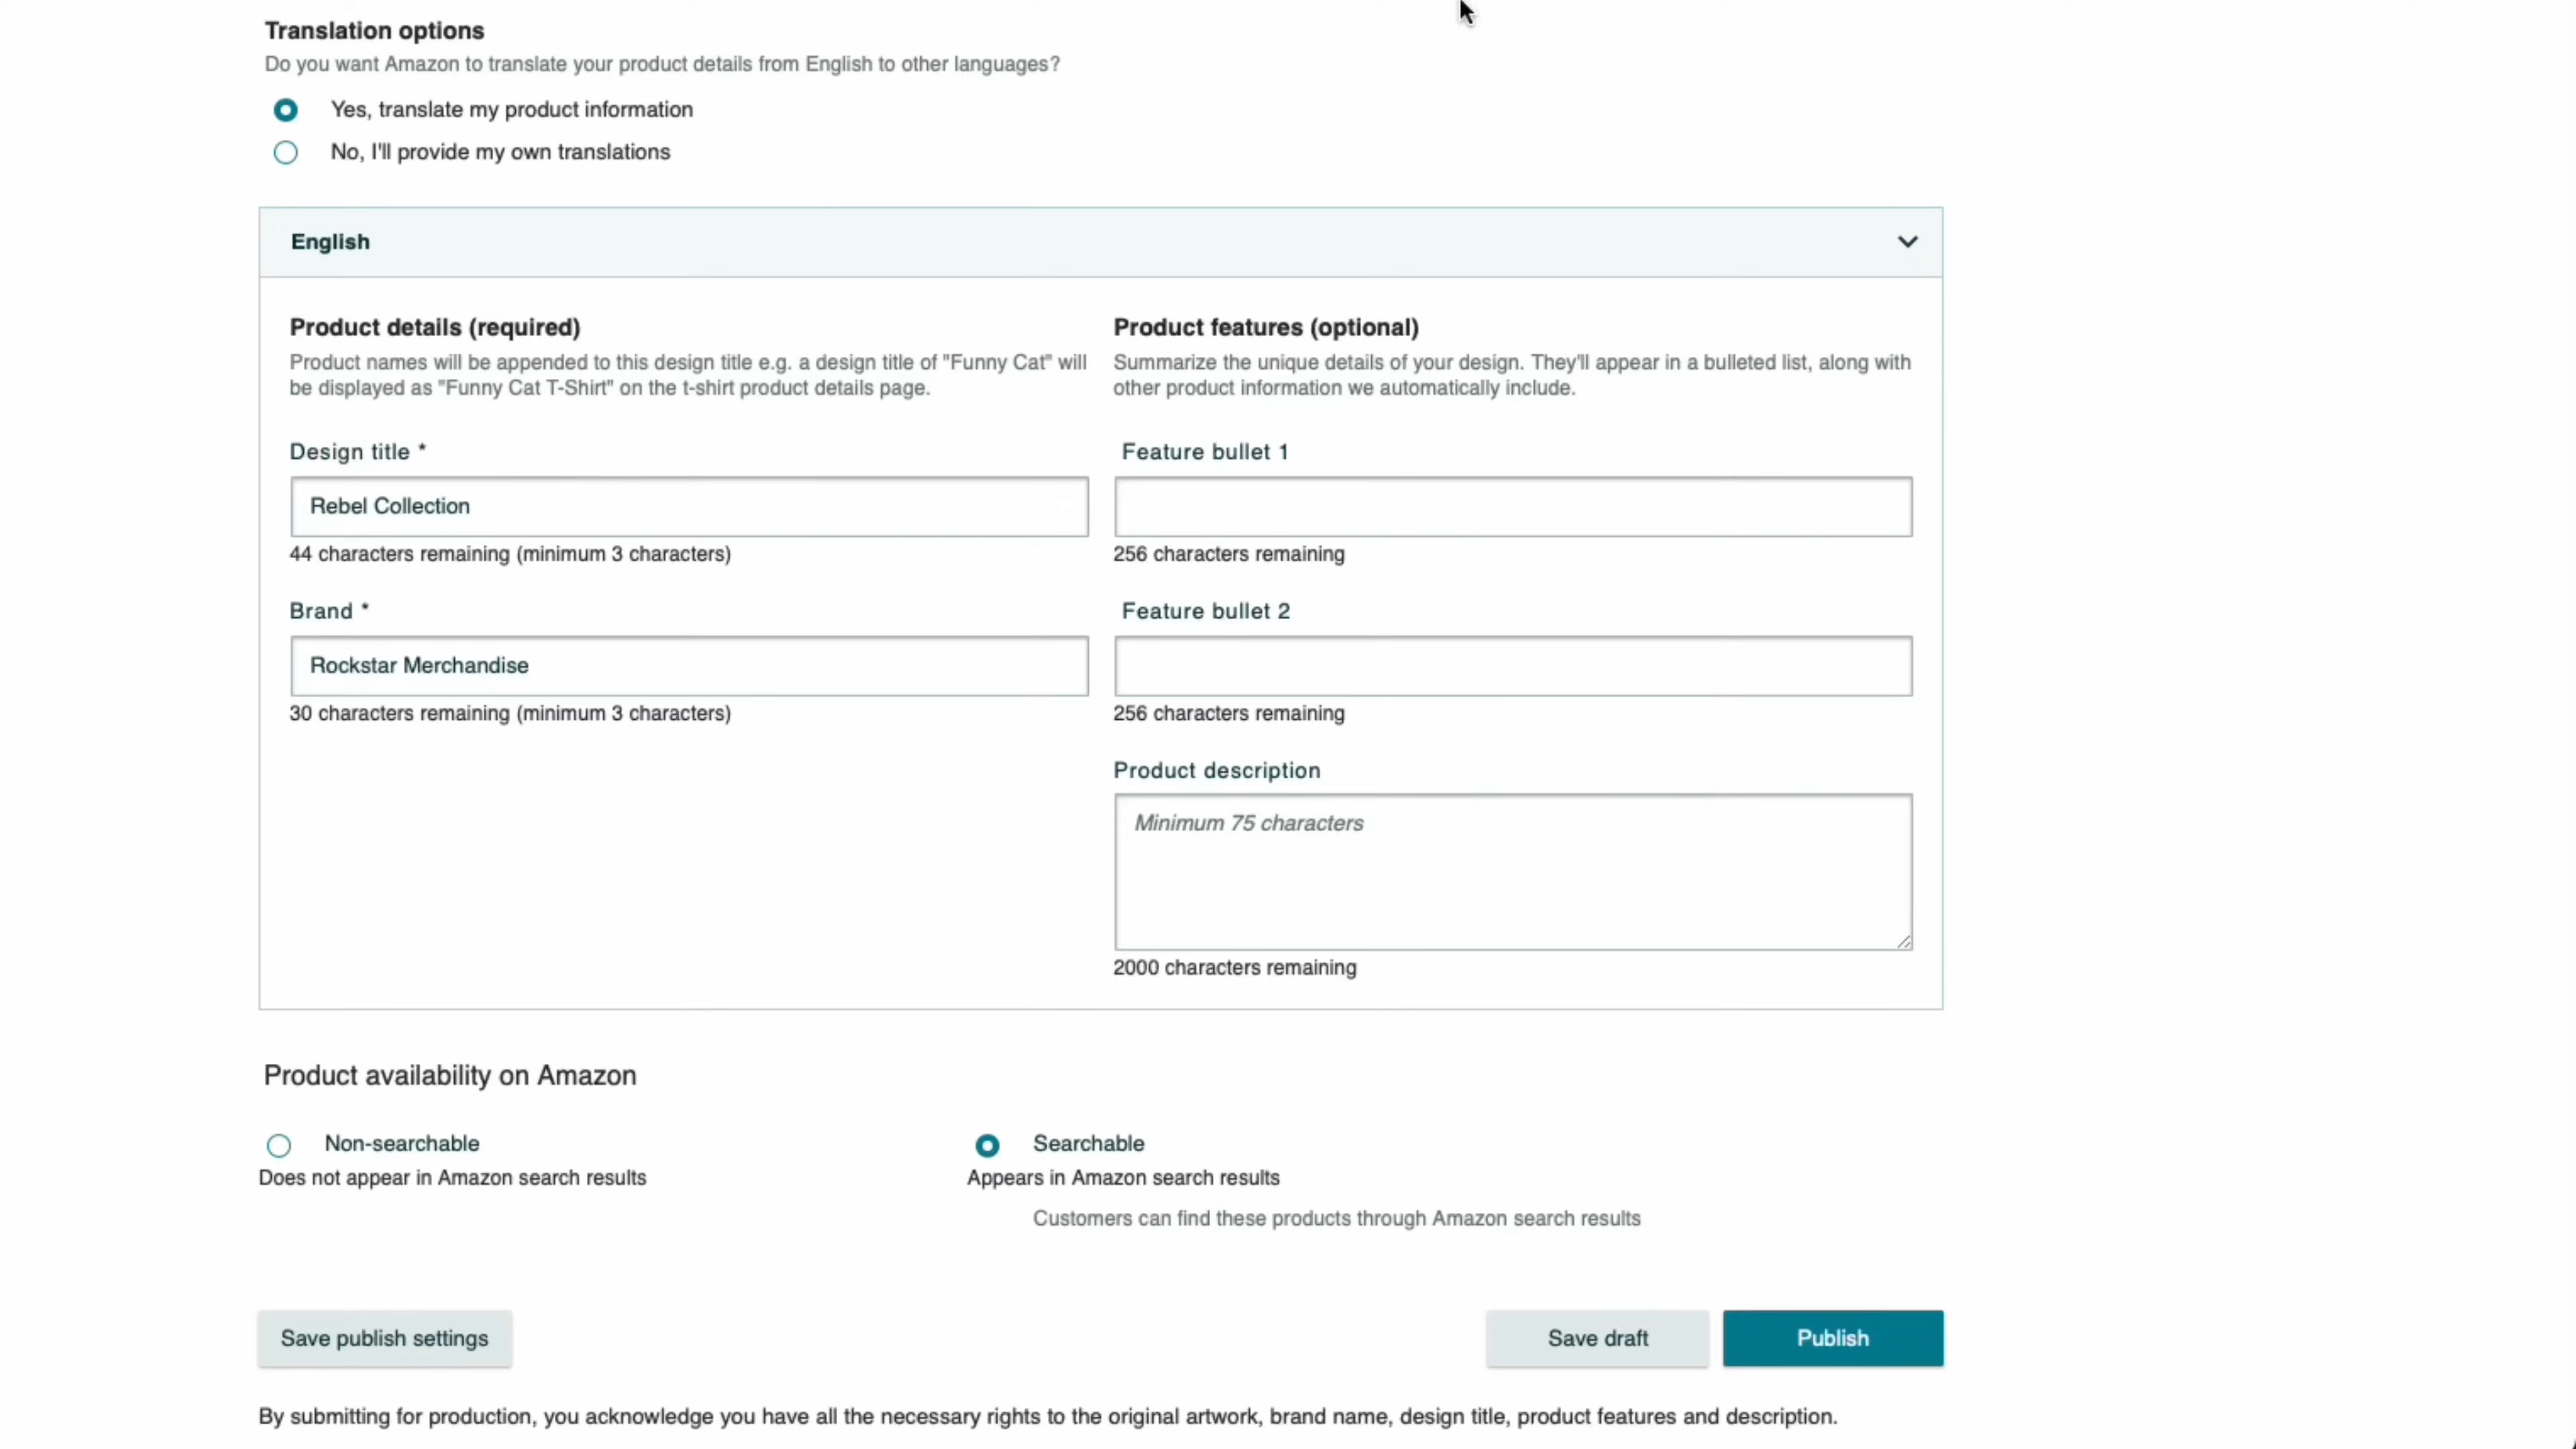 Translation options
Do you want Amazon to translate your product details from English to other languages?
Yes, translate my product information
No, I'll provide my own translations
English
Product details (required)
Product names will be appended to this design title e.g. a design title of "Funny Cat" will
be displayed as "Funny Cat T-Shirt" on the t-shirt product details page.
Design title *
Rebel Collection
44 characters remaining (minimum 3 characters)
Brand *
Rockstar Merchandise
30 characters remaining (minimum 3 characters)
Product features (optional)
Summarize the unique details of your design. They'll appear in a bulleted list, along with
other product information we automatically include.
Feature bullet 1
256 characters remaining
Feature bullet 2
256 characters remaining
Product description
Minimum 75 characters
2000 characters remaining
Product availability on Amazon
Non-searchable
Does not appear in Amazon search results
Searchable
Appears in Amazon search results
Customers can find these products through Amazon search results
Save publish settings
Save draft
Publish
By submitting for production, you acknowledge you have all the necessary rights to the original artwork, brand name, design title, product features and description.